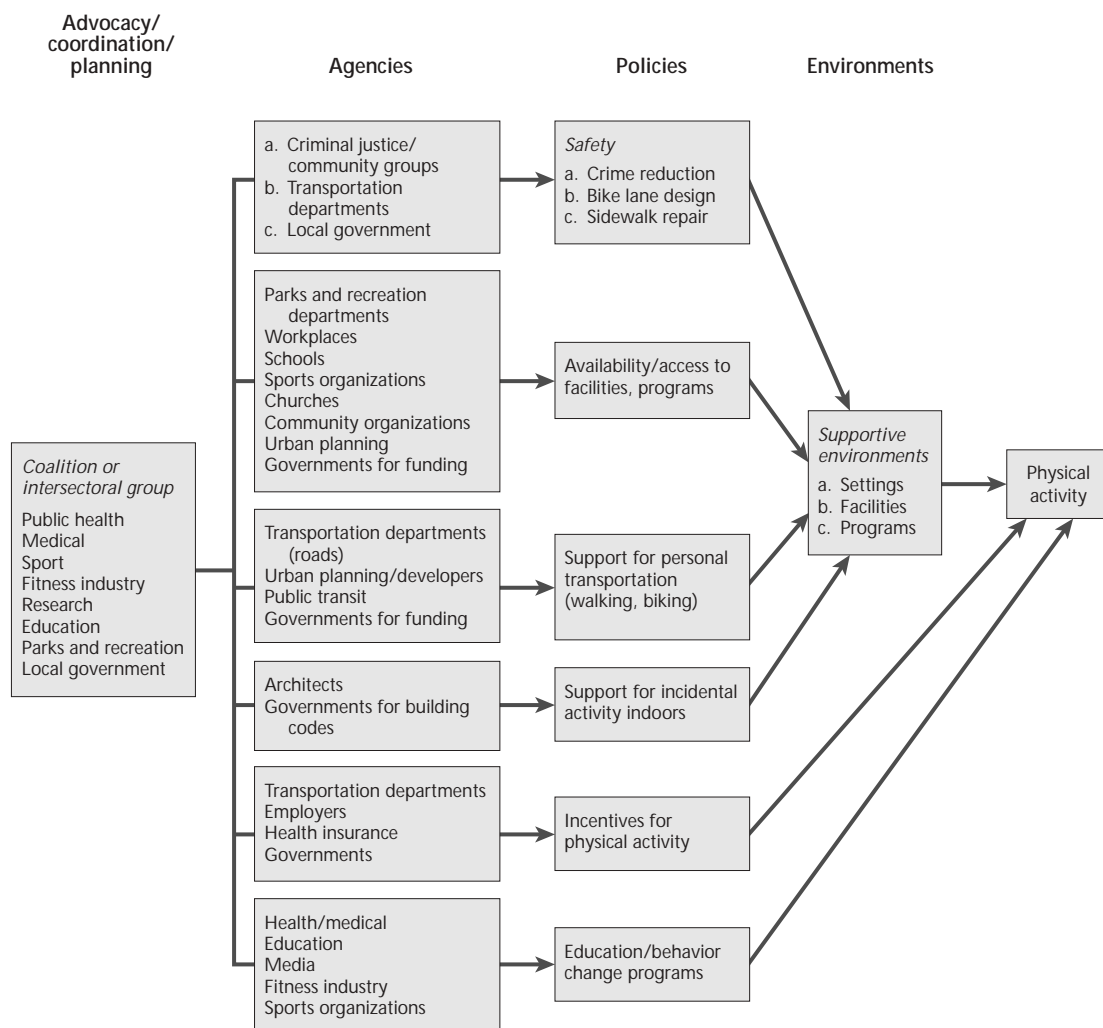 Advocacy/
coordination/
planning
Agencies
Policies
Environments
a. Criminal justice/
community groups
b. Transportation
departments
c. Local government
Safety
a. Crime reduction
b. Bike lane design
c. Sidewalk repair
Parks and recreation
departments
Workplaces
Schools
Sports organizations
Churches
Community organizations
Urban planning
Governments for funding
Availability/access to
facilities, programs
Coalition or
intersectoral group
Public health
Medical
Sport
Fitness industry
Research
Education
Parks and recreation
Local government
Supportive
environments
a. Settings
b. Facilities
c. Programs
Physical
activity
Transportation departments
(roads)
Urban planning/developers
Public transit
Governments for funding
Support for personal
transportation
(walking, biking)
Architects
Governments for building
codes
Support for incidental
activity indoors
Transportation departments
Employers
Health insurance
Governments
Incentives for
physical activity
Health/medical
Education
Media
Fitness industry
Sports organizations
Education/behavior
change programs